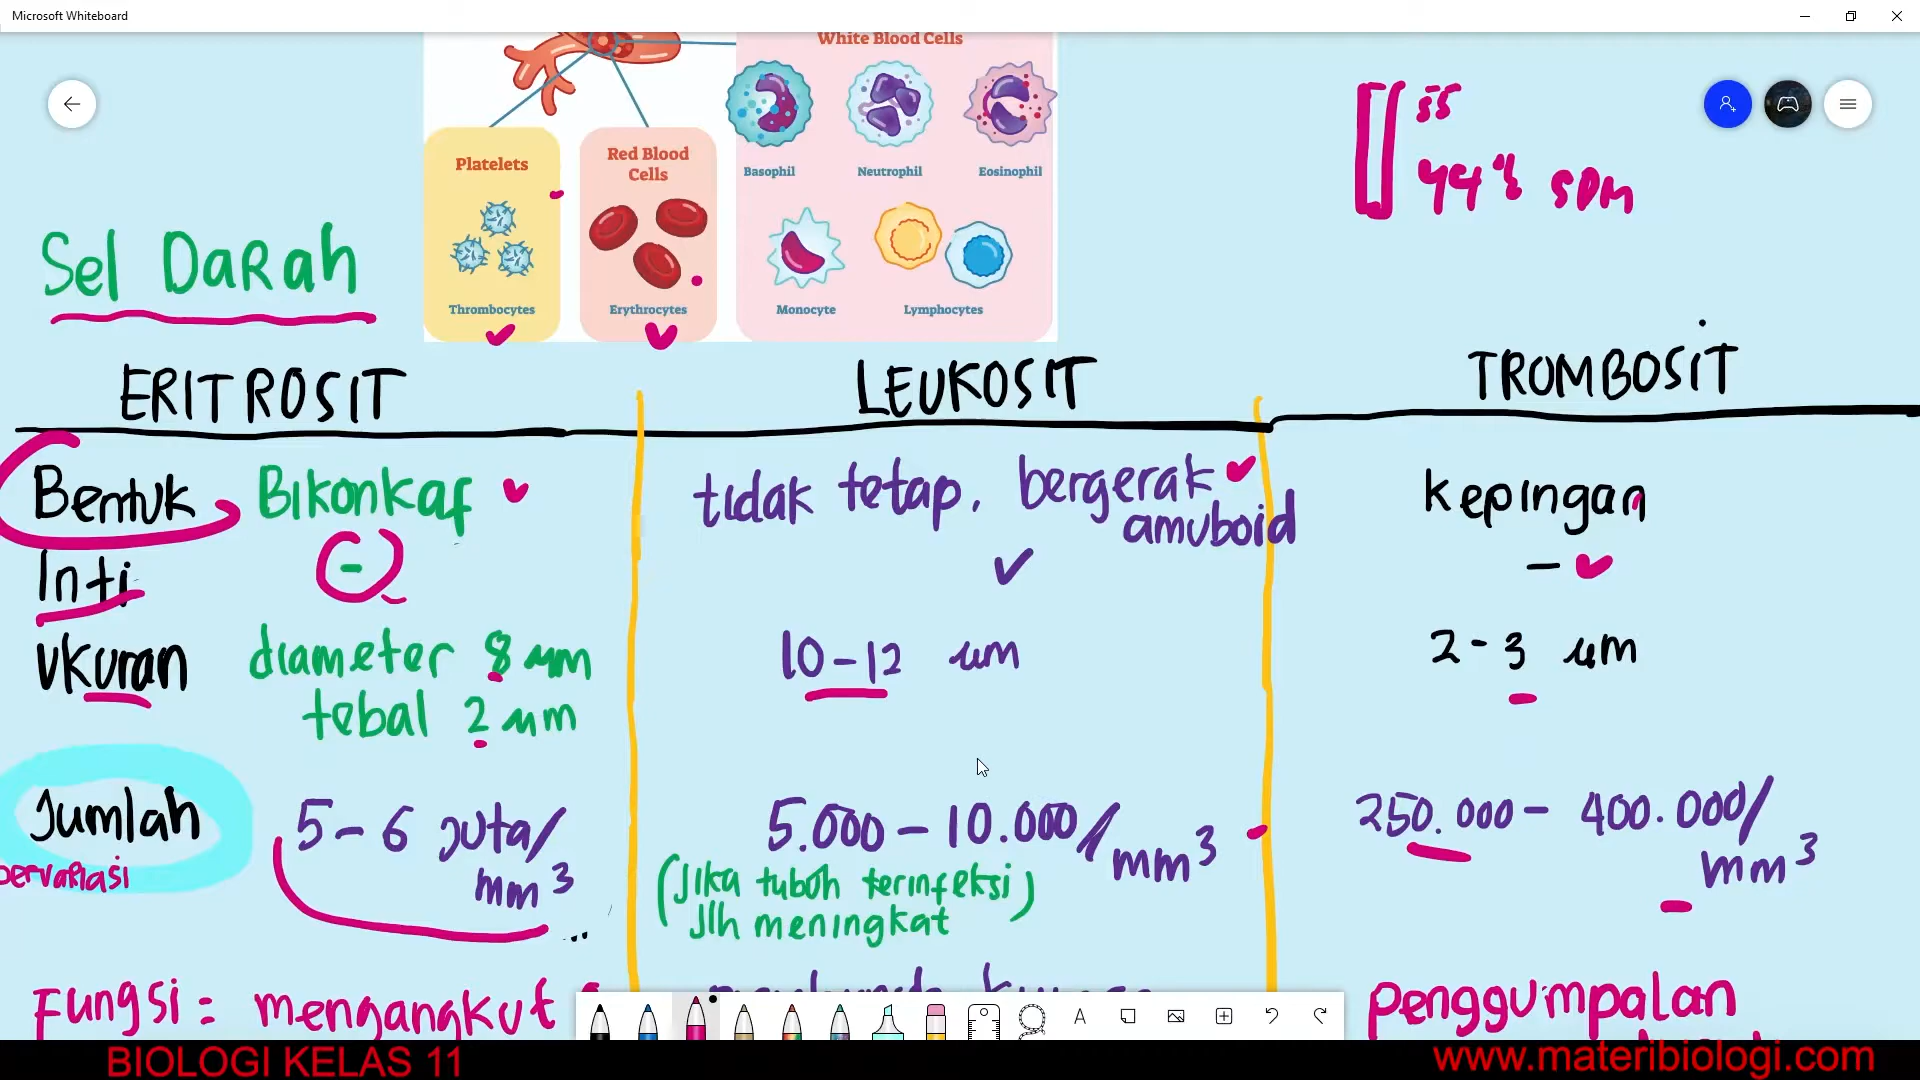 Microsoft Whiteboard
White Blood Cells
Platelets
Red Blood
Cells
Basophil
Neutrophil
Eosinophil
Thrombocytes
Erythrocytes
Monocyte
Lymphocytes
55
44% SDM
Sel Darah
ERITROSIT
LEUKOSIT
TROMBOSIT
Bentuk
Bikonkaf
tidak tetap, bergerak
amuboid
kepingan
Inti
-
-
Ukuran
diameter 8 um
tebal 2 um
10-12 um
2-3 um
Jumlah
bervariasi
5-6 juta/
mm3
5.000-10.000/
mm3
(Jika tuboh terinfeksi)
Jlh meningkat
250.000-400.000/
mm3
Fungsi: mengangkut
penggumpalan
BIOLOGI KELAS 11
www.materibiologi.com